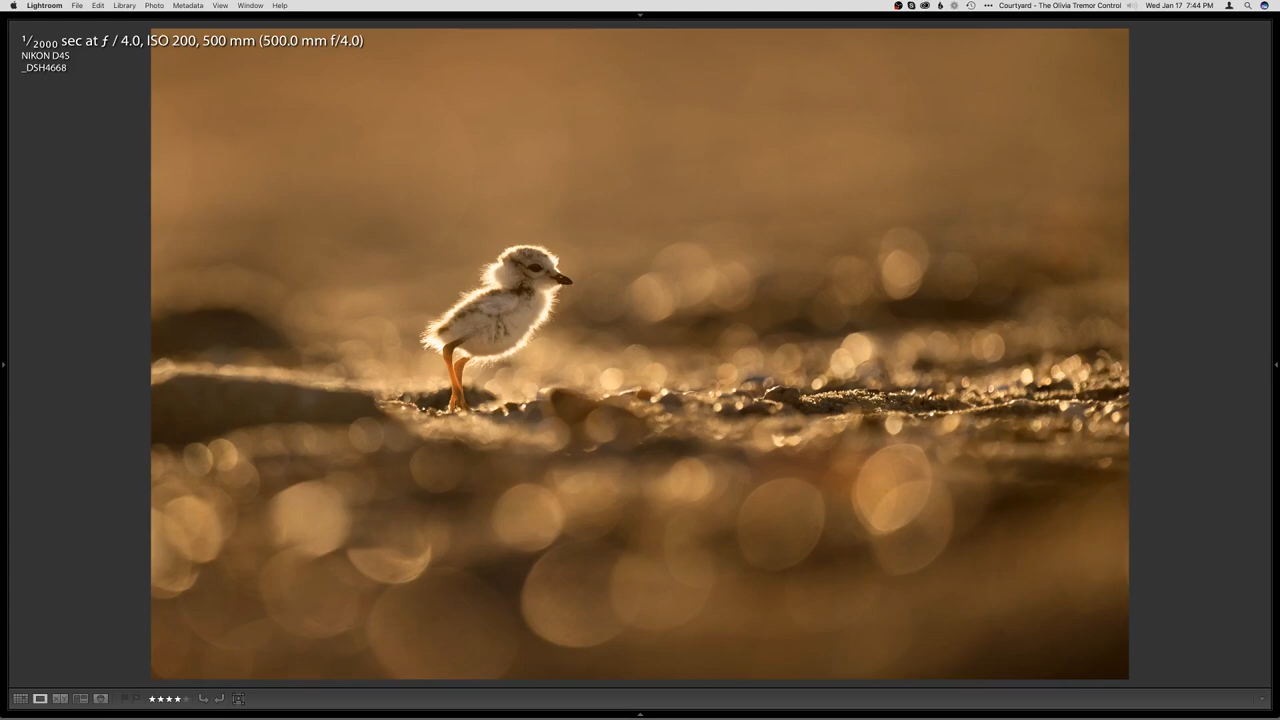 Lightroom File Edit Library Photo Metadata View Window Help ••• Courtyard - The Olivia Tremor Control Wed Jan 17 7:44 PM
1/2000 sec at ƒ / 4.0, ISO 200, 500 mm (500.0 mm f/4.0)
NIKON D4S
_DSH4668